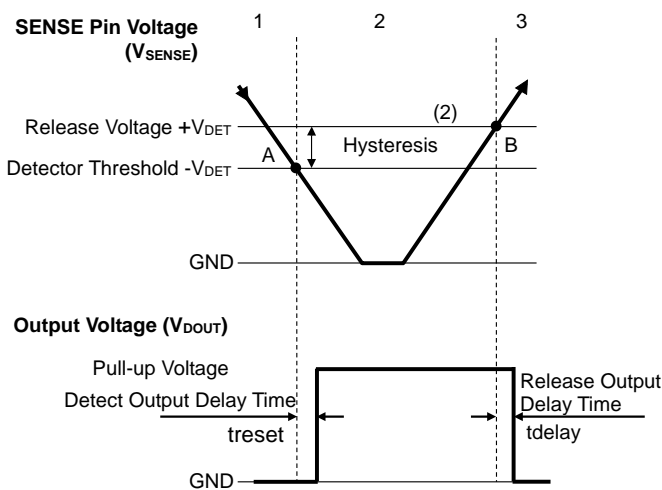 SENSE Pin Voltage
(VSENSE)
1
2
3
Release Voltage +VDET
(2)
A
Hysteresis
B
Detector Threshold -VDET
GND
Output Voltage (VDOUT)
Pull-up Voltage
Detect Output Delay Time
treset
Release Output
Delay Time
tdelay
GND